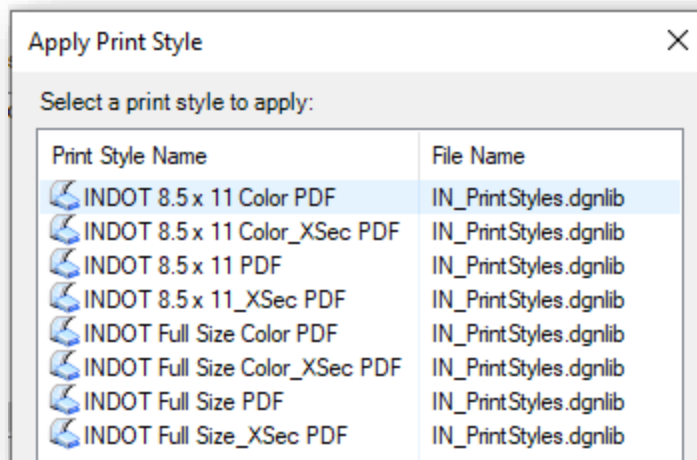 Apply Print Style
Select a print style to apply:
Print Style Name File Name
INDOT 8.5 x 11 Color PDF IN_PrintStyles.dgnlib
INDOT 8.5 x 11 Color_XSec PDF IN_PrintStyles.dgnlib
INDOT 8.5 x 11 PDF IN_PrintStyles.dgnlib
INDOT 8.5 x 11_XSec PDF IN_PrintStyles.dgnlib
INDOT Full Size Color PDF IN_PrintStyles.dgnlib
INDOT Full Size Color_XSec PDF IN_PrintStyles.dgnlib
INDOT Full Size PDF IN_PrintStyles.dgnlib
INDOT Full Size_XSec PDF IN_PrintStyles.dgnlib